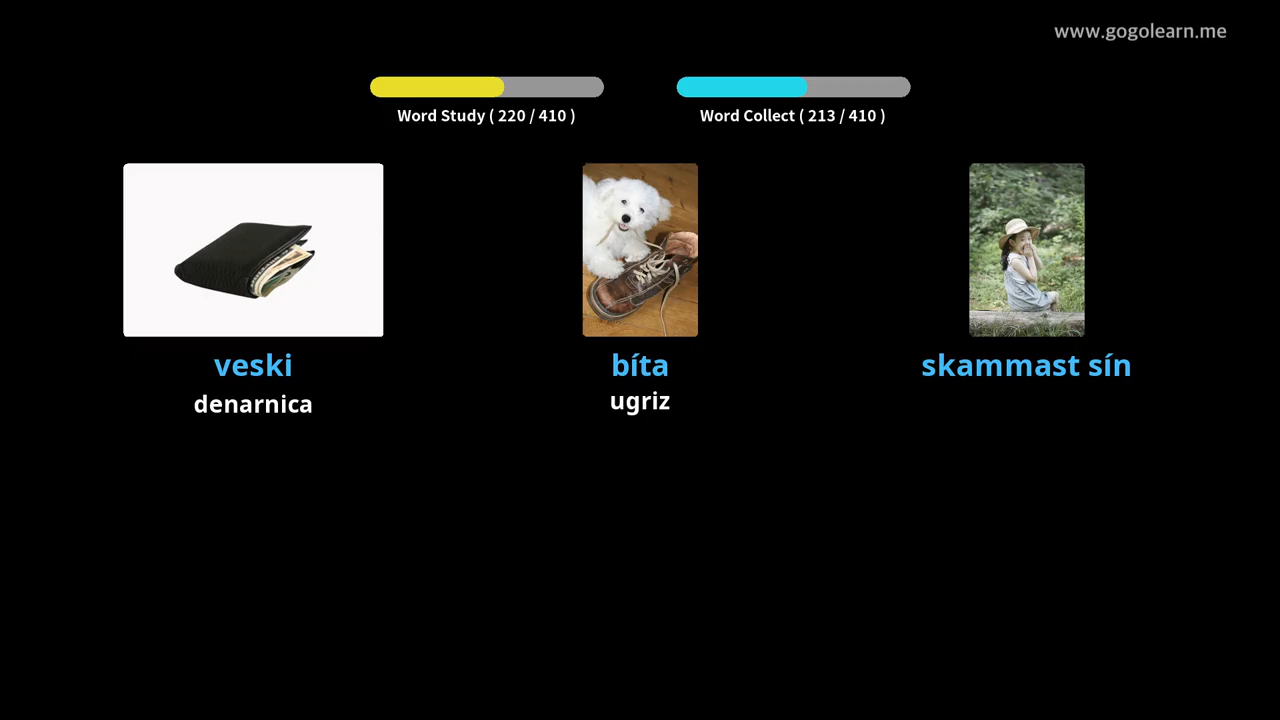 www.gogolearn.me
Word Study ( 220 / 410 )
Word Collect ( 213 / 410 )
veski
denarnica
bíta
ugriz
skammast sín